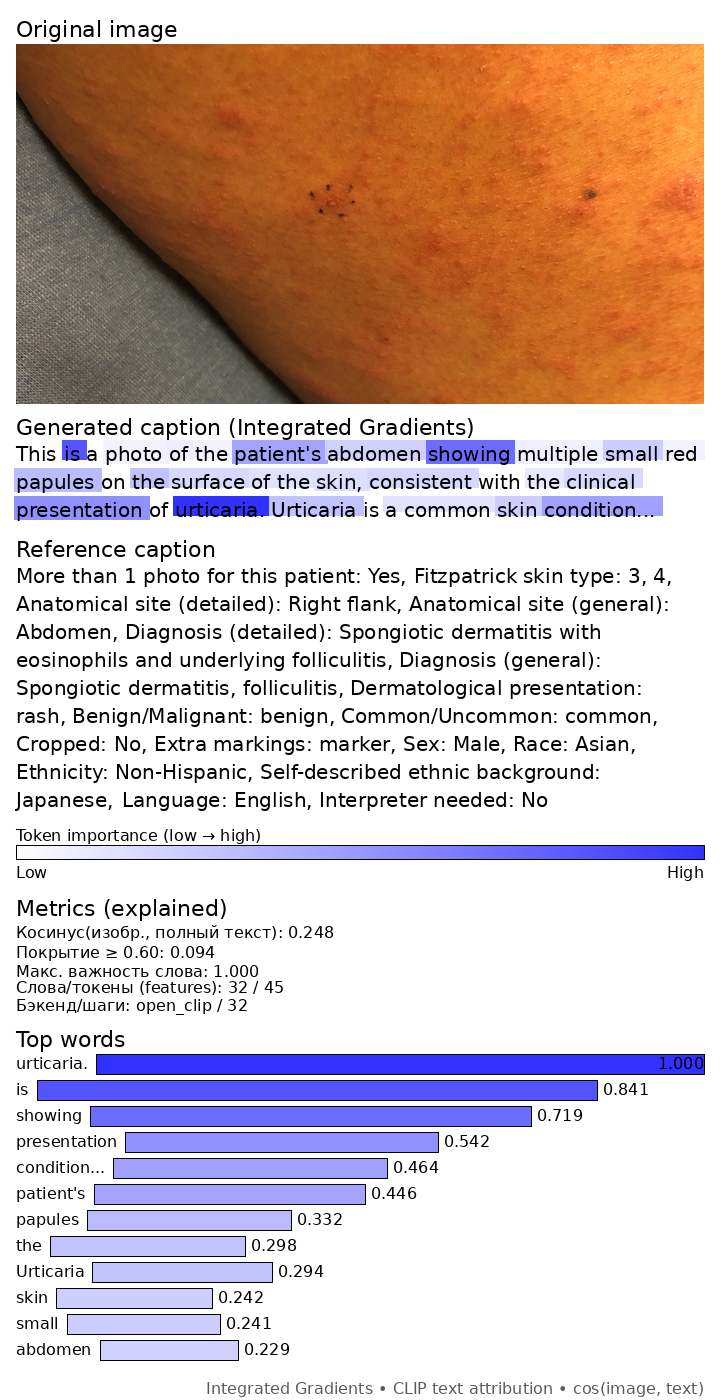 Original image
Generated caption (Integrated Gradients)
This is a photo of the patient's abdomen showing multiple small red
papules on the surface of the skin, consistent with the clinical
presentation of urticaria. Urticaria is a common skin condition...
Reference caption
More than 1 photo for this patient: Yes, Fitzpatrick skin type: 3, 4,
Anatomical site (detailed): Right flank, Anatomical site (general):
Abdomen, Diagnosis (detailed): Spongiotic dermatitis with
eosinophils and underlying folliculitis, Diagnosis (general):
Spongiotic dermatitis, folliculitis, Dermatological presentation:
rash, Benign/Malignant: benign, Common/Uncommon: common,
Cropped: No, Extra markings: marker, Sex: Male, Race: Asian,
Ethnicity: Non-Hispanic, Self-described ethnic background:
Japanese, Language: English, Interpreter needed: No
Token importance (low → high)
Low High
Metrics (explained)
Косинус(изобр., полный текст): 0.248
Покрытие ≥ 0.60: 0.094
Макс. важность слова: 1.000
Слова/токены (features): 32 / 45
Бэкенд/шаги: open_clip / 32
Top words
urticaria. 1.000
is 0.841
showing 0.719
presentation 0.542
condition... 0.464
patient's 0.446
papules 0.332
the 0.298
Urticaria 0.294
skin 0.242
small 0.241
abdomen 0.229
Integrated Gradients • CLIP text attribution • cos(image, text)